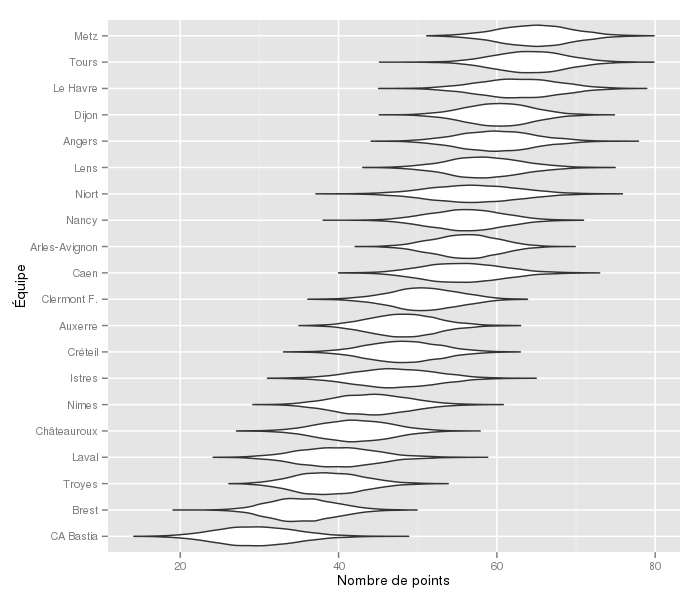 Metz
Tours
Le Havre
Dijon
Angers
Lens
Niort
Nancy
Arles-Avignon
Caen
Clermont F.
Auxerre
Créteil
Istres
Nimes
Châteauroux
Laval
Troyes
Brest
CA Bastia
Équipe
20 40 60 80
Nombre de points